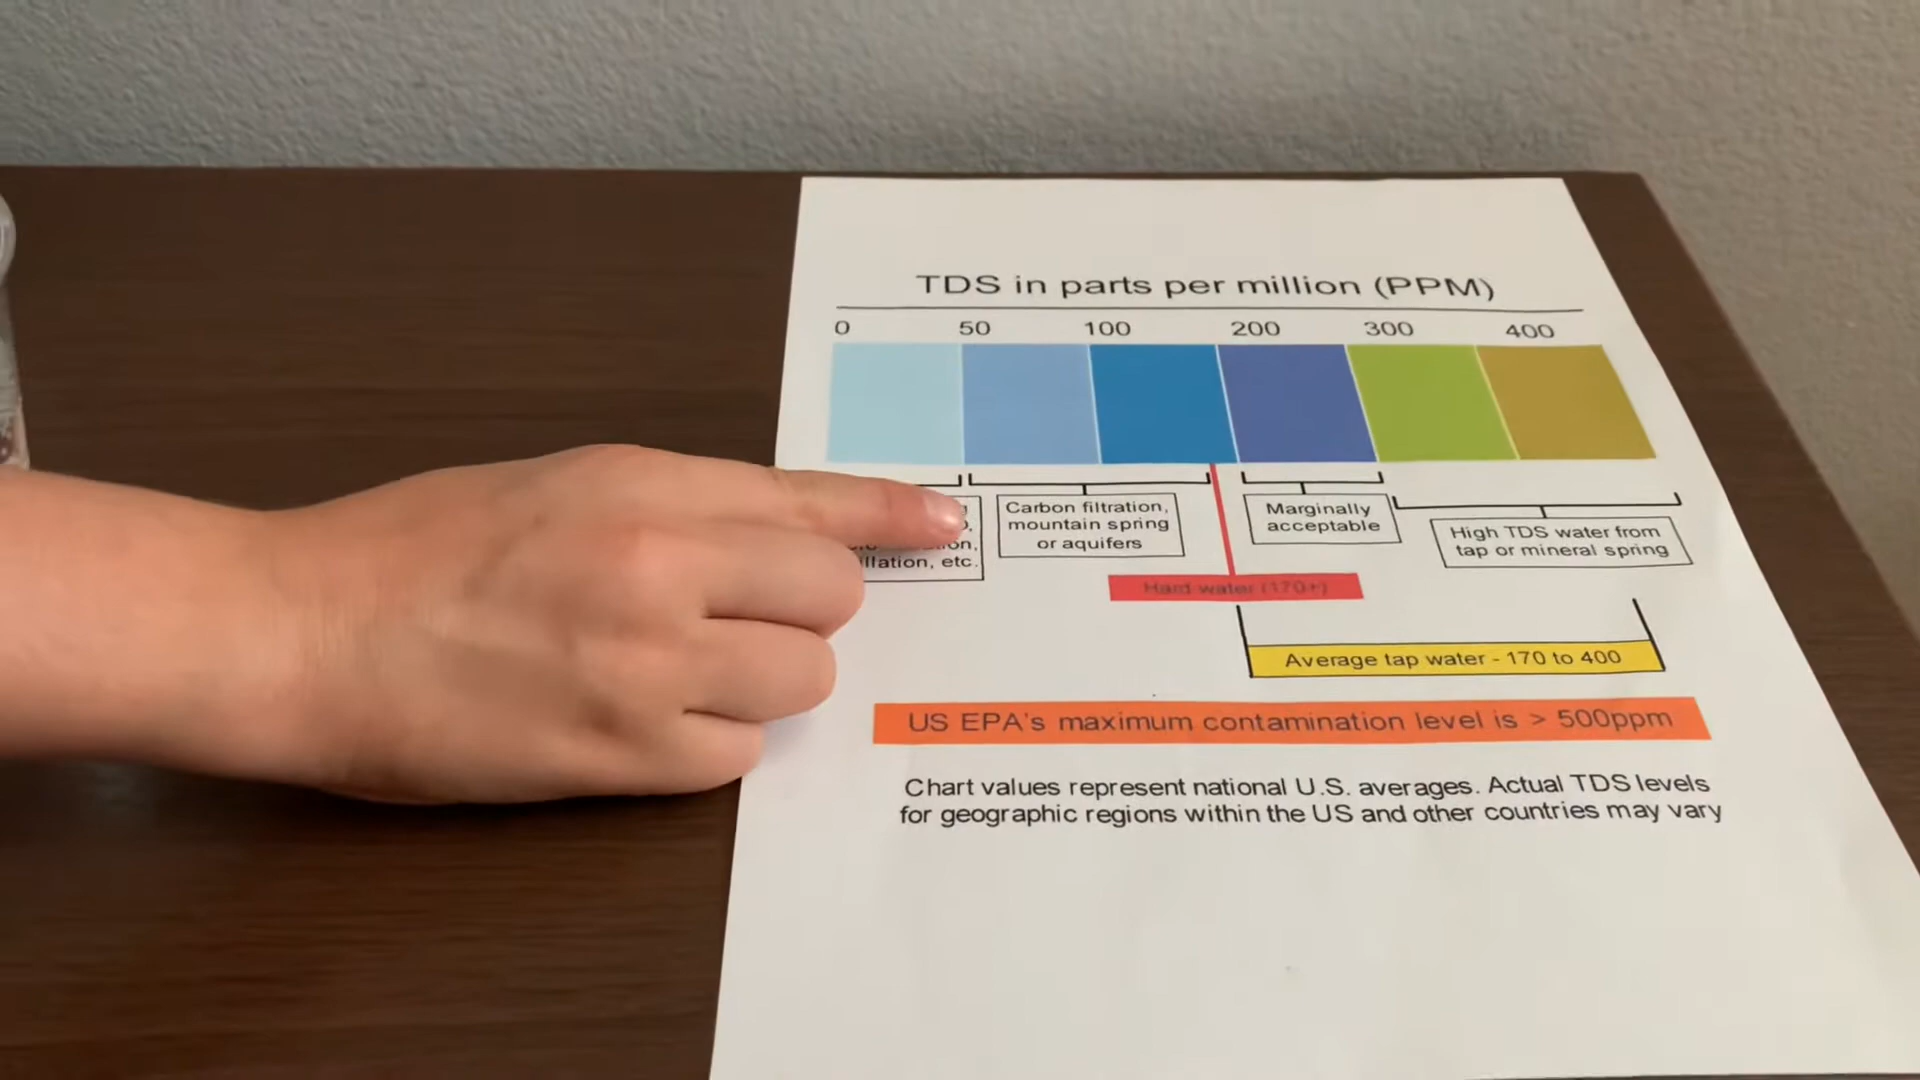 TDS in parts per million (PPM)
0 50 100 200 300 400
etc.
Carbon filtration,
mountain spring
or aquifers
Marginally
acceptable
High TDS water from
tap or mineral spring
Hard water (170+)
Average tap water - 170 to 400
US EPA's maximum contamination level is > 500ppm
Chart values represent national U.S. averages. Actual TDS levels
for geographic regions within the US and other countries may vary